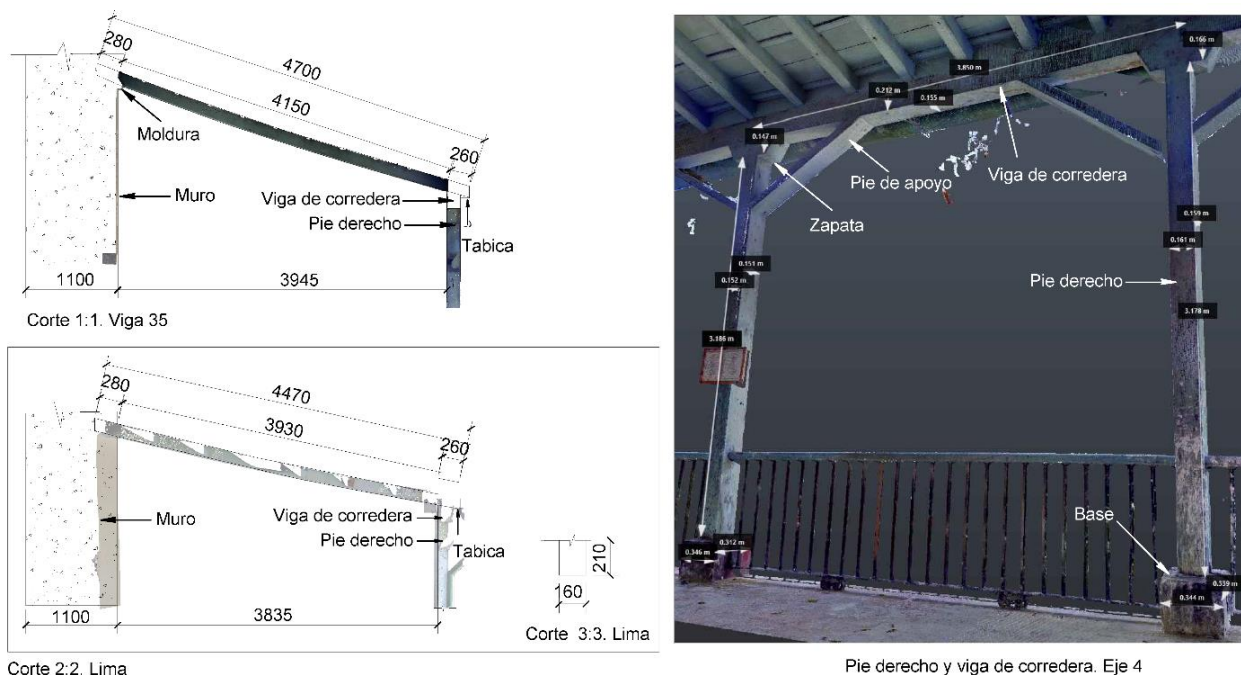 280
4700
4150
260
Moldura
Muro
Viga de corredera
Pie derecho
Tabica
1100
3945
Corte 1:1. Viga 35
280
4470
3930
260
Muro
Viga de corredera
Pie derecho
Tabica
1100
3835
210
160
Corte 3:3. Lima
Corte 2:2. Lima
0.166 m
3.850 m
0.212 m
0.155 m
0.147 m
Viga de corredera
Pie de apoyo
Zapata
0.159 m
0.161 m
0.151 m
0.152 m
Pie derecho
3.178 m
3.186 m
Base
0.312 m
0.346 m
0.339 m
0.344 m
Pie derecho y viga de corredera. Eje 4